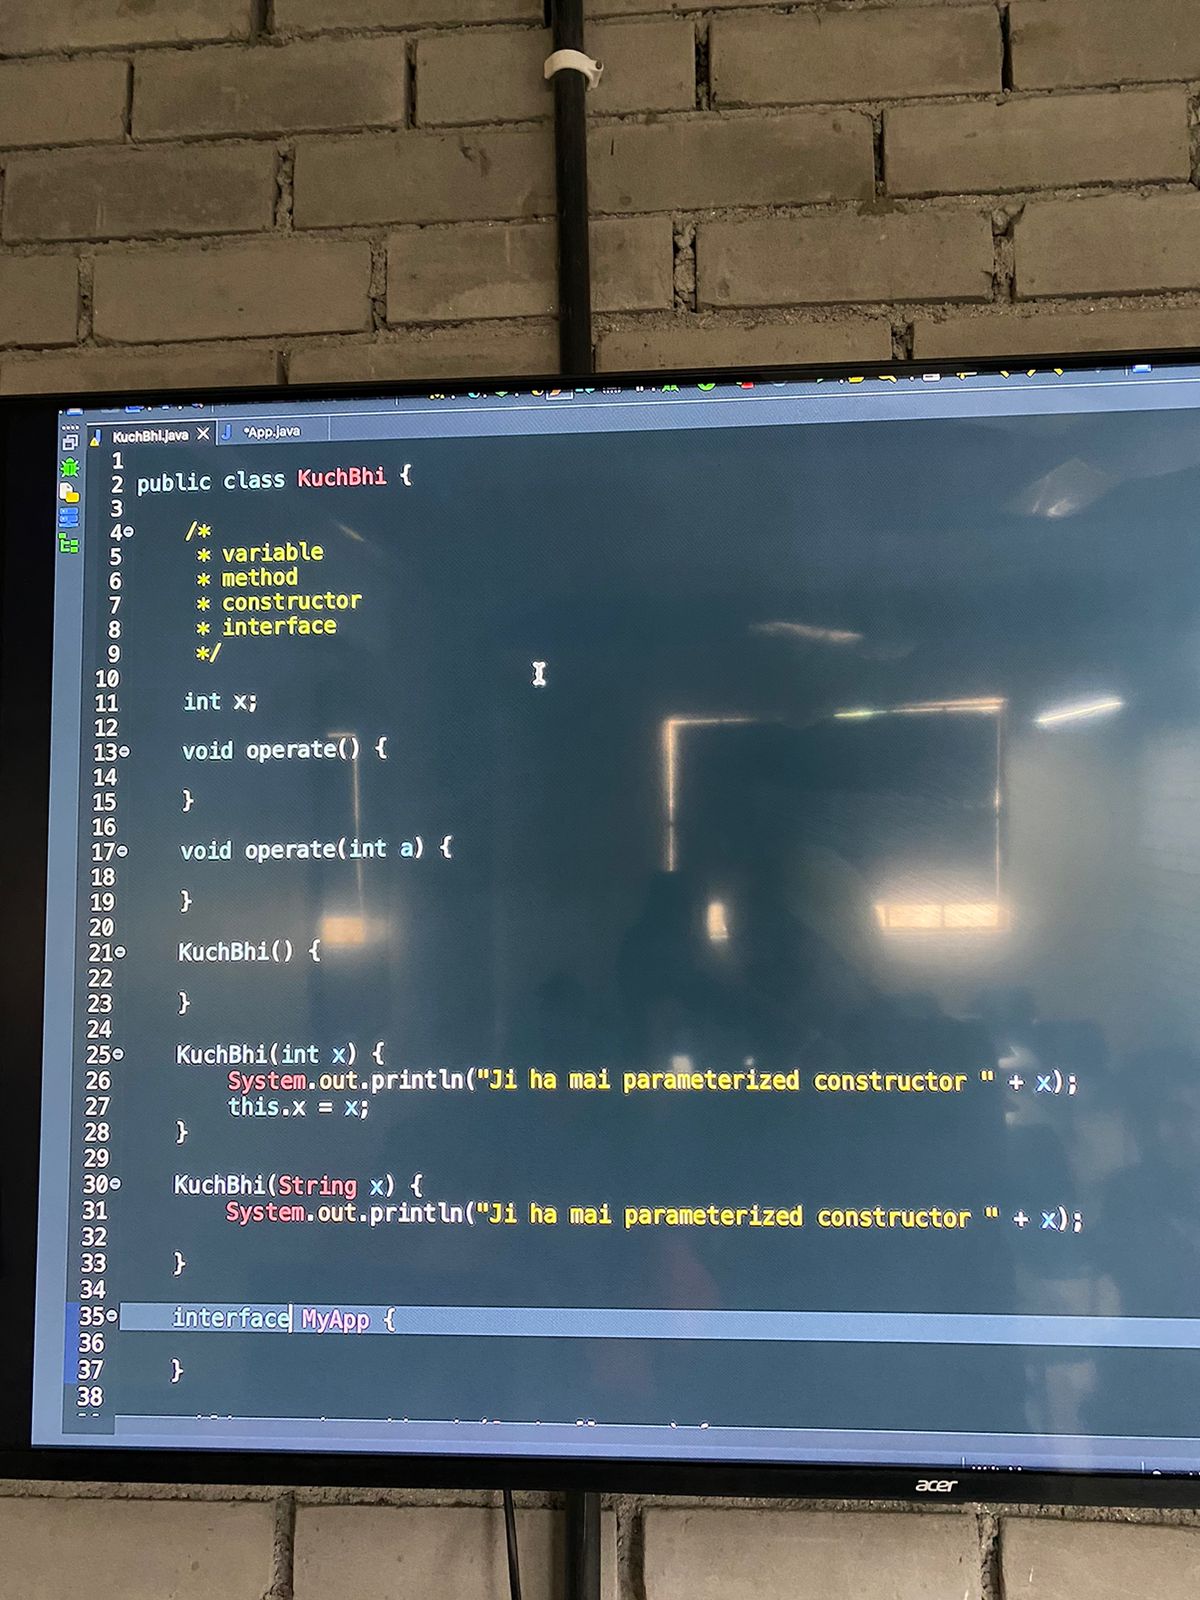 KuchBhi.java
*App.java
1
2 public class KuchBhi {
3
4 /*
5 * variable
6 * method
7 * constructor
8 * interface
9 */
10
11 int x;
12
13 void operate() {
14
15 }
16
17 void operate(int a) {
18
19 }
20
21 KuchBhi() {
22
23 }
24
25 KuchBhi(int x) {
26 System.out.println("Ji ha mai parameterized constructor " + x);
27 this.x = x;
28 }
29
30 KuchBhi(String x) {
31 System.out.println("Ji ha mai parameterized constructor " + x);
32
33 }
34
35 interface MyApp {
36
37 }
38
acer